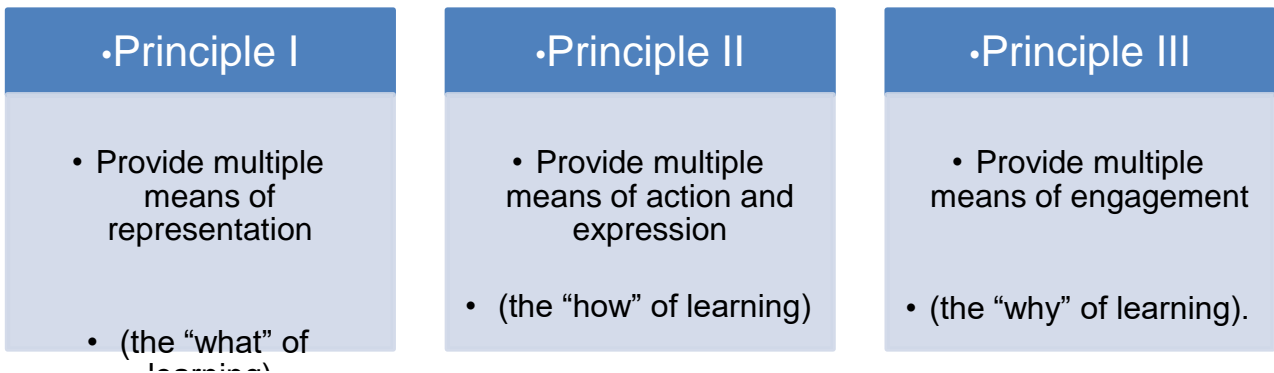 •Principle I
• Provide multiple
means of
representation
• (the “what” of
learning)
•Principle II
• Provide multiple
means of action and
expression
• (the “how” of learning)
•Principle III
• Provide multiple
means of engagement
• (the “why” of learning).